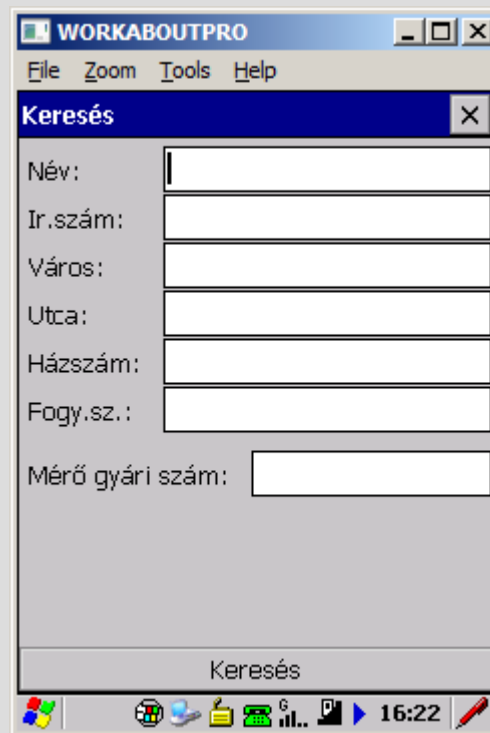 WORKABOUTPRO
File Zoom Tools Help
Keresés
Név:
Ir.szám:
Város:
Utca:
Házszám:
Fogy.sz.:
Mérő gyári szám:
Keresés
G 16:22